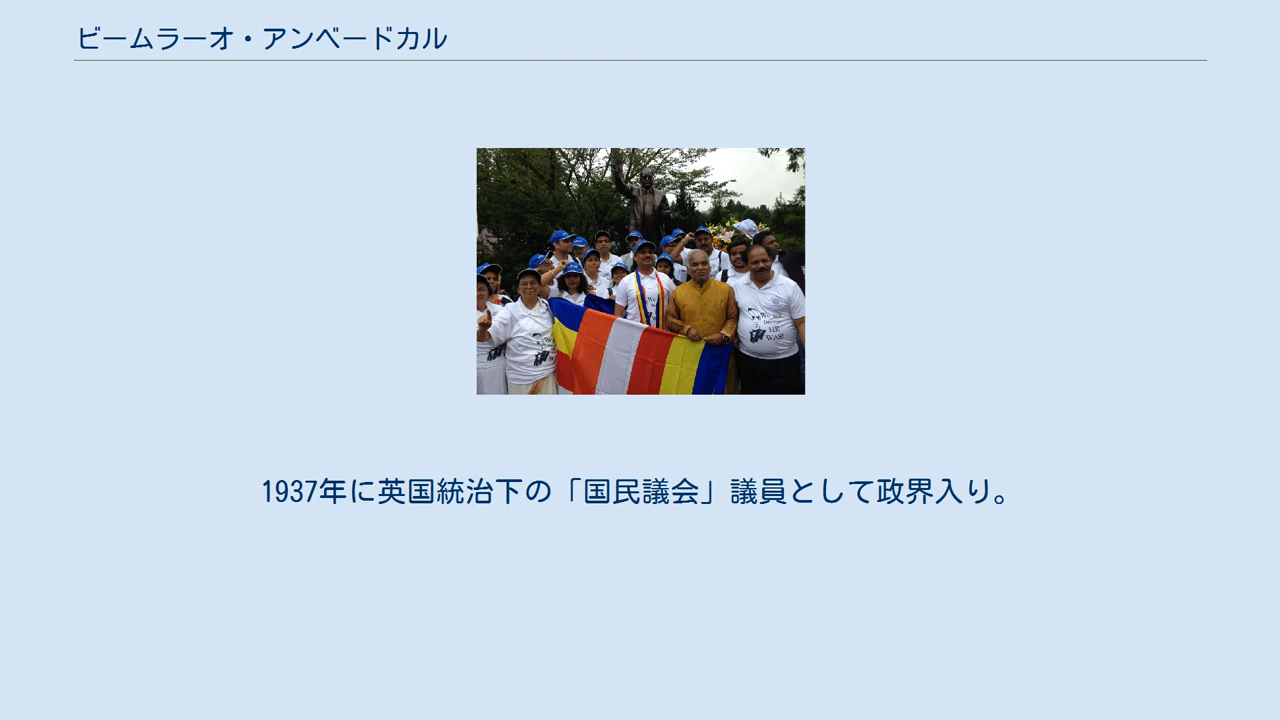 ビームラーオ・アンベードカル
HE
WAS!
1937年に英国統治下の「国民議会」議員として政界入り。